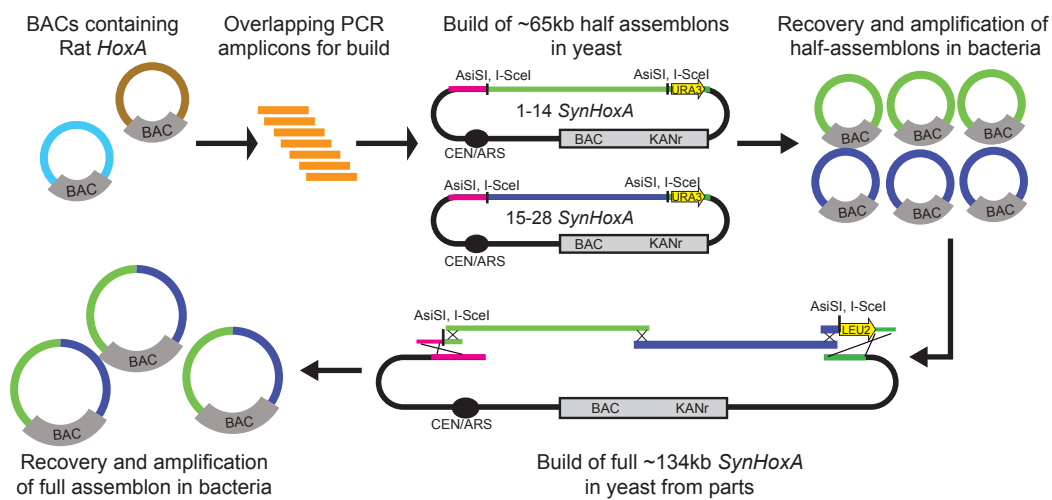 BACs containing
Rat HoxA
BAC
BAC
Overlapping PCR
amplicons for build
Build of ~65kb half assemblons
in yeast
AsiSI, I-SceI
AsiSI, I-SceI
URA3
1-14 SynHoxA
CEN/ARS
BAC
KANr
AsiSI, I-SceI
AsiSI, I-SceI
URA3
15-28 SynHoxA
CEN/ARS
BAC
KANr
Recovery and amplification of
half-assemblons in bacteria
BAC
BAC
BAC
BAC
BAC
BAC
AsiSI, I-SceI
AsiSI, I-SceI
LEU2
CEN/ARS
BAC
KANr
Build of full ~134kb SynHoxA
in yeast from parts
BAC
BAC
BAC
Recovery and amplification
of full assemblon in bacteria